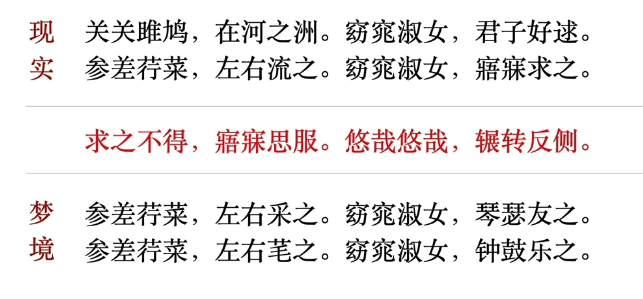 现 关关雎鸠，在河之洲。窈窕淑女，君子好逑。
实 参差荇菜，左右流之。窈窕淑女，寤寐求之。
求之不得，寤寐思服。悠哉悠哉，辗转反侧。
梦 参差荇菜，左右采之。窈窕淑女，琴瑟友之。
境 参差荇菜，左右芼之。窈窕淑女，钟鼓乐之。